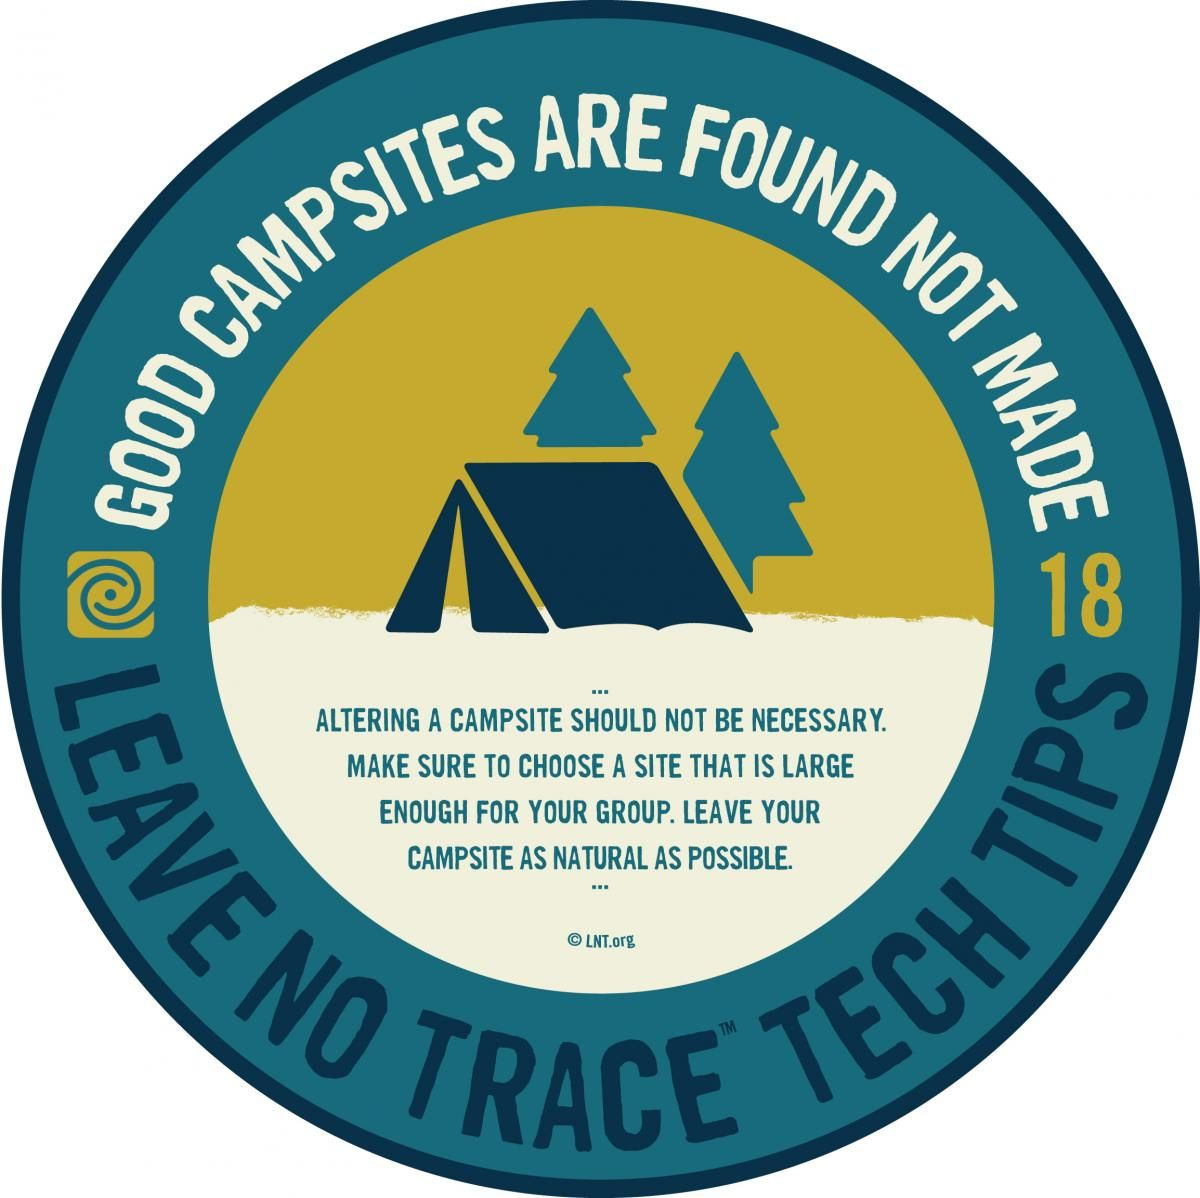 GOOD CAMPSITES ARE FOUND NOT MADE
18
...
ALTERING A CAMPSITE SHOULD NOT BE NECESSARY.
MAKE SURE TO CHOOSE A SITE THAT IS LARGE
ENOUGH FOR YOUR GROUP. LEAVE YOUR
CAMPSITE AS NATURAL AS POSSIBLE.
...
© LNT.org
LEAVE NO TRACE™ TECH TIPS